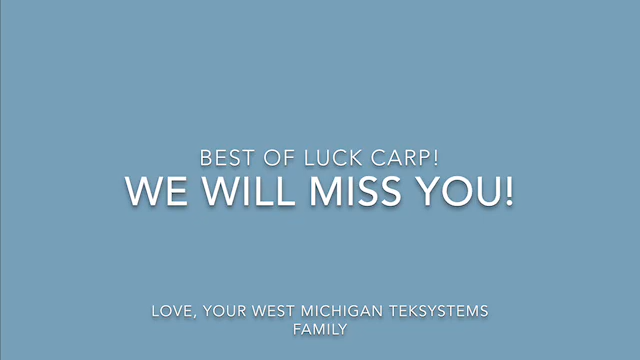 BEST OF LUCK CARP!
WE WILL MISS YOU!
LOVE, YOUR WEST MICHIGAN TEKSYSTEMS
FAMILY